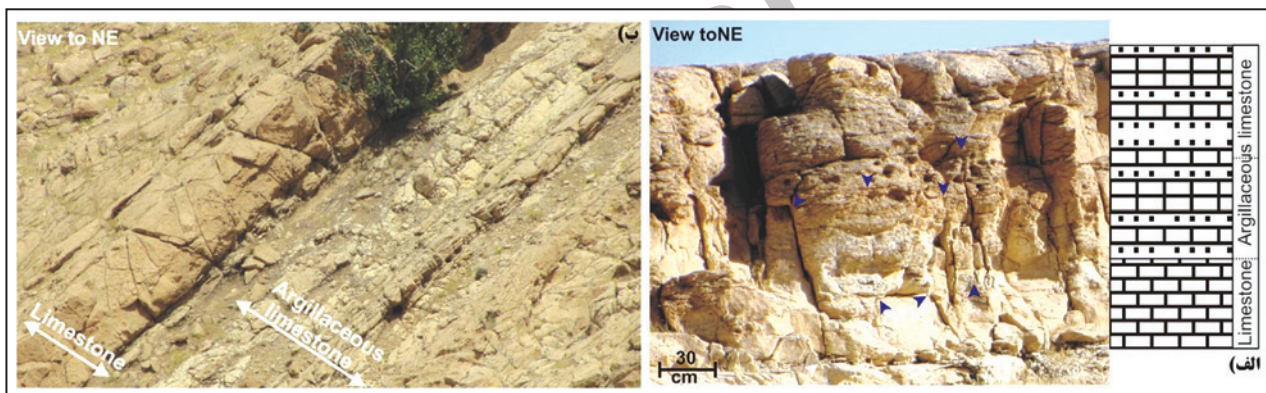 View to NE
ب)
Limestone
Argillaceous
limestone
View toNE
30
cm
Argillaceous limestone
Limestone
الف)